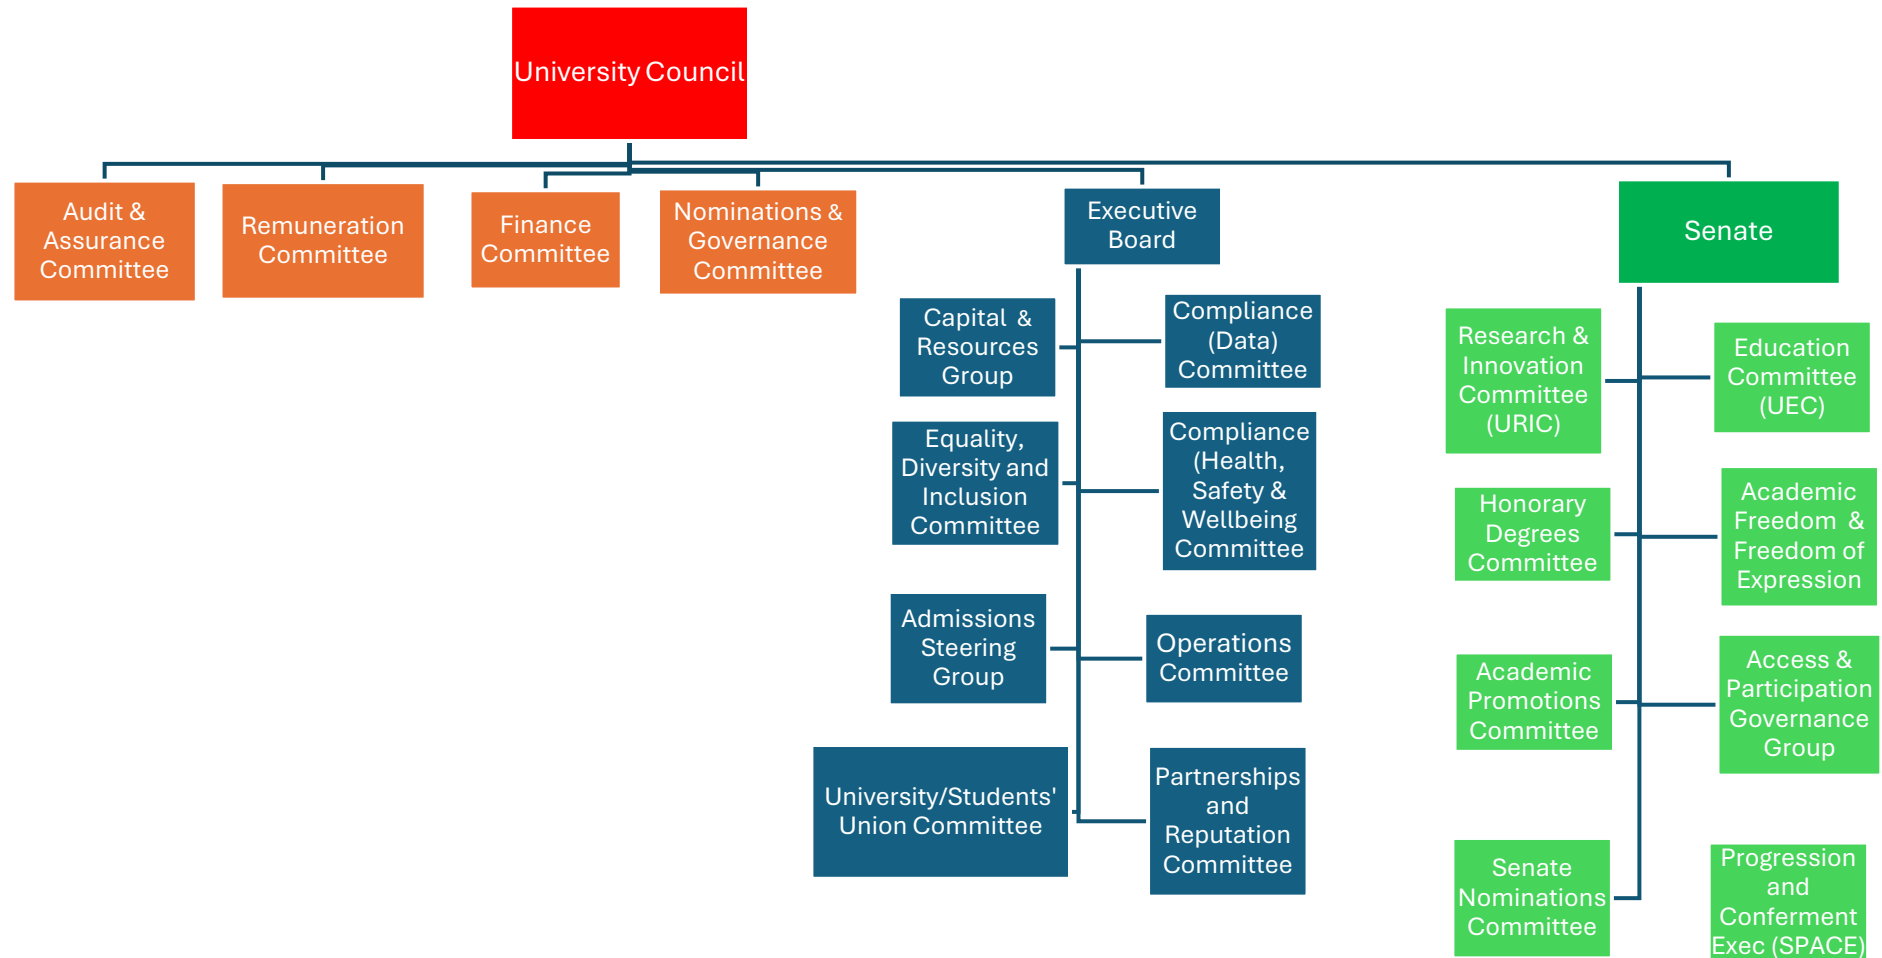 University Council
Audit &
Assurance
Committee
Remuneration
Committee
Finance
Committee
Nominations &
Governance
Committee
Executive
Board
Senate
Capital &
Resources
Group
Compliance
(Data)
Committee
Equality,
Diversity and
Inclusion
Committee
Compliance
(Health,
Safety &
Wellbeing
Committee
Admissions
Steering
Group
Operations
Committee
University/Students'
Union Committee
Partnerships
and
Reputation
Committee
Research &
Innovation
Committee
(URIC)
Education
Committee
(UEC)
Honorary
Degrees
Committee
Academic
Freedom &
Freedom of
Expression
Academic
Promotions
Committee
Access &
Participation
Governance
Group
Senate
Nominations
Committee
Progression
and
Conferment
Exec (SPACE)